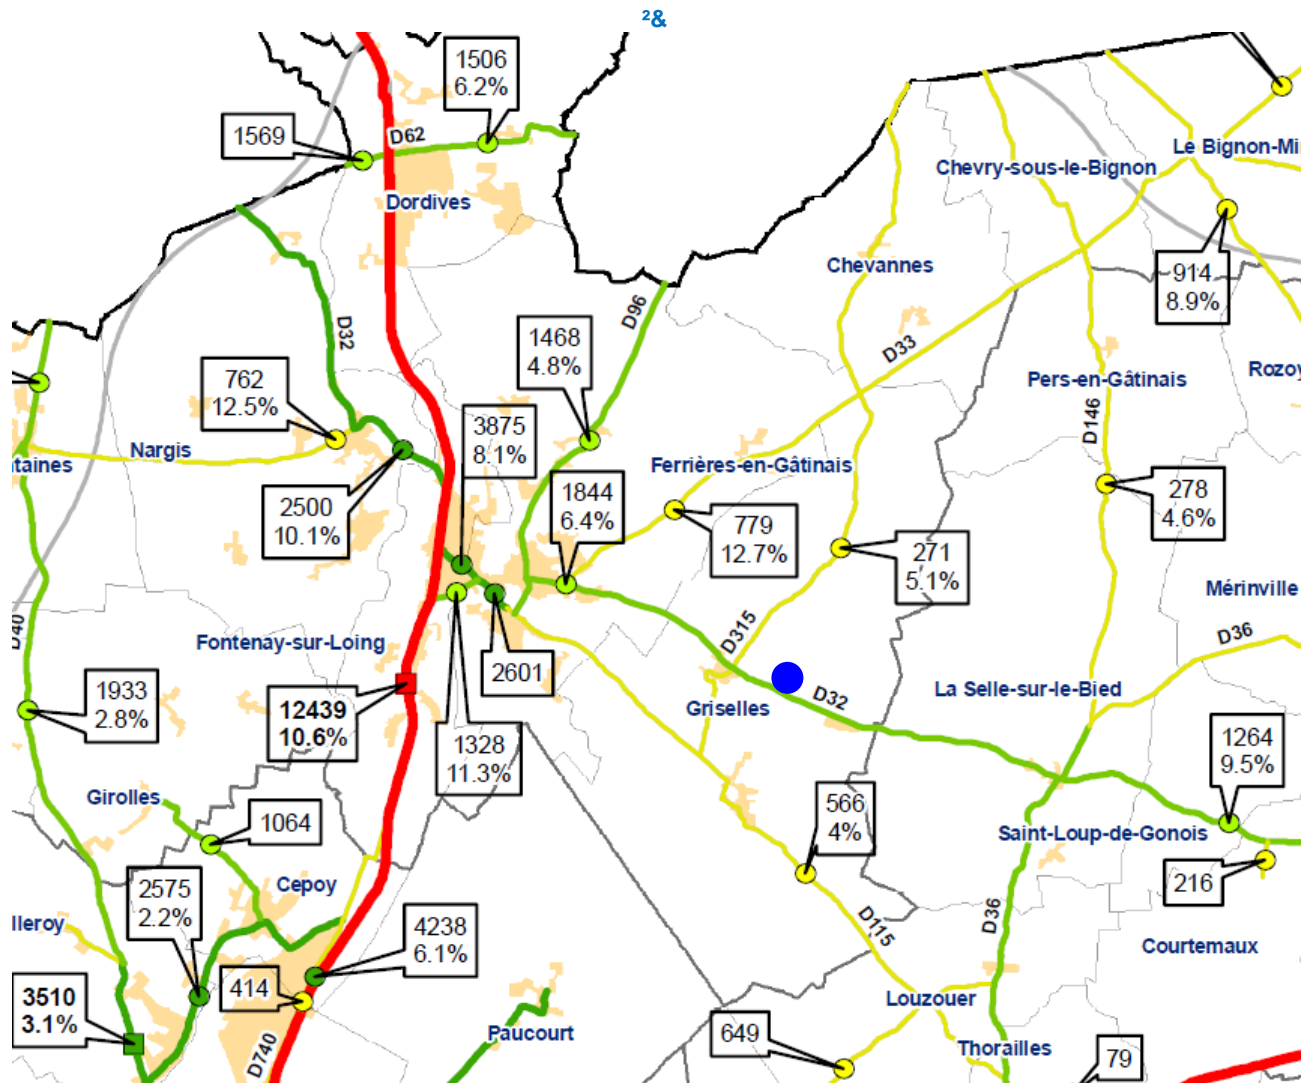 ²&
1506
6.2%
1569
D62
Le Bignon-Mi
Chevry-sous-le-Bignon
Dordives
Chevannes
914
8.9%
D96
D32
1468
4.8%
D33
762
12.5%
Pers-en-Gâtinais
Rozoy
3875
8.1%
D146
Nargis
ntaines
Ferrières-en-Gâtinais
1844
6.4%
278
4.6%
2500
10.1%
779
12.7%
271
5.1%
Mérinville
D40
D315
D36
Fontenay-sur-Loing
2601
1933
2.8%
La Selle-sur-le-Bied
D32
Griselles
12439
10.6%
1328
11.3%
1264
9.5%
Girolles
566
4%
1064
Saint-Loup-de-Gonois
Cepoy
2575
2.2%
216
lleroy
4238
6.1%
D36
D115
Courtemaux
414
3510
3.1%
Louzouer
Paucourt
649
D740
Thorailles
79